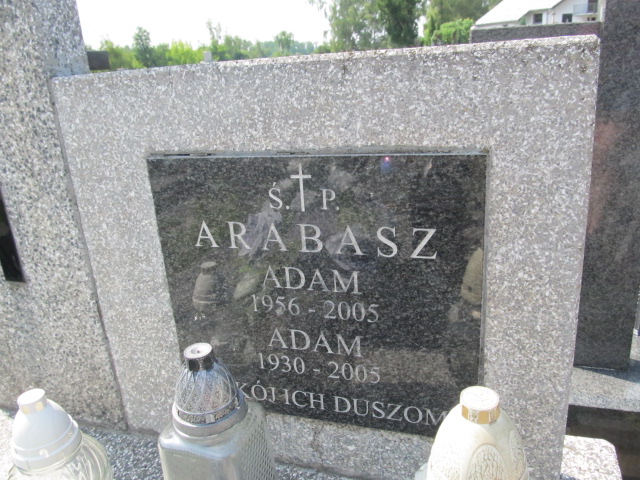 Ś. P.
ARABASZ
ADAM
1956 - 2005
ADAM
1930 - 2005
KÓJ ICH DUSZOM